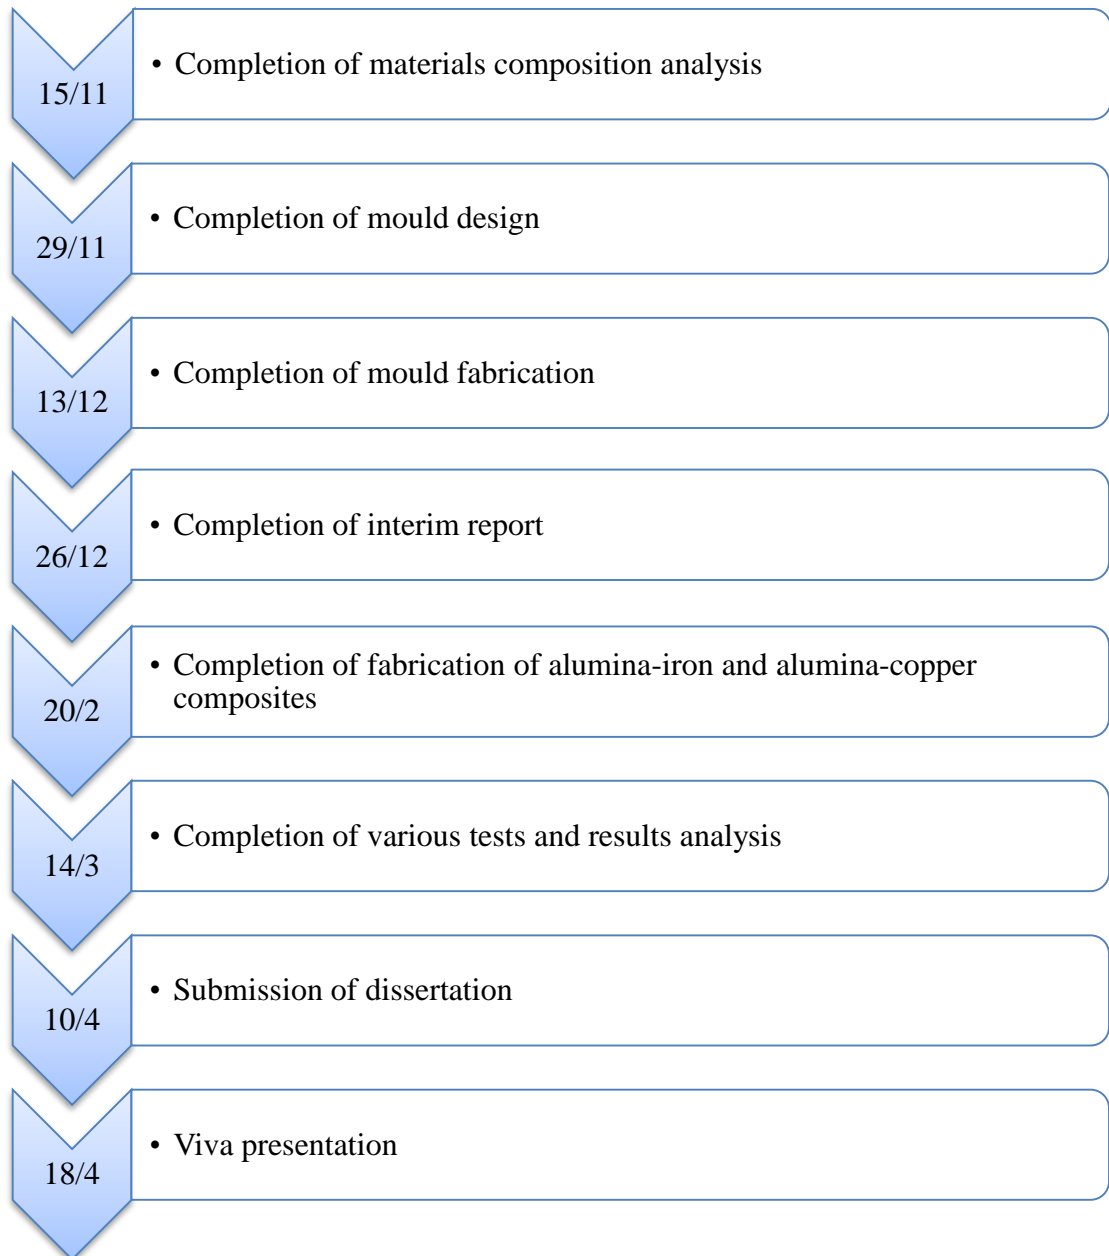 15/11
• Completion of materials composition analysis
29/11
• Completion of mould design
13/12
• Completion of mould fabrication
26/12
• Completion of interim report
20/2
• Completion of fabrication of alumina-iron and alumina-copper
composites
14/3
• Completion of various tests and results analysis
10/4
• Submission of dissertation
18/4
• Viva presentation